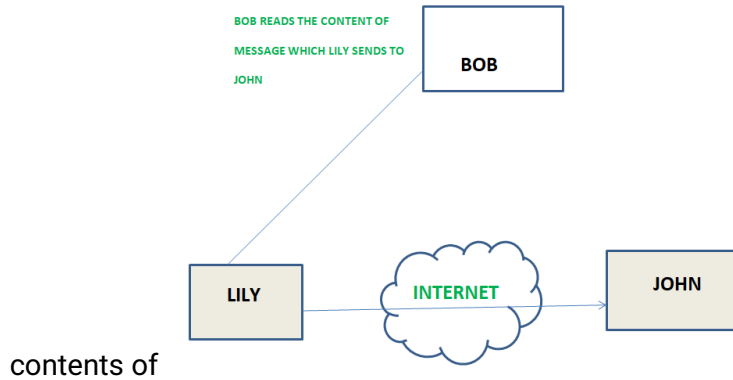 BOB READS THE CONTENT OF
MESSAGE WHICH LILY SENDS TO
JOHN
BOB
LILY
INTERNET
JOHN
contents of